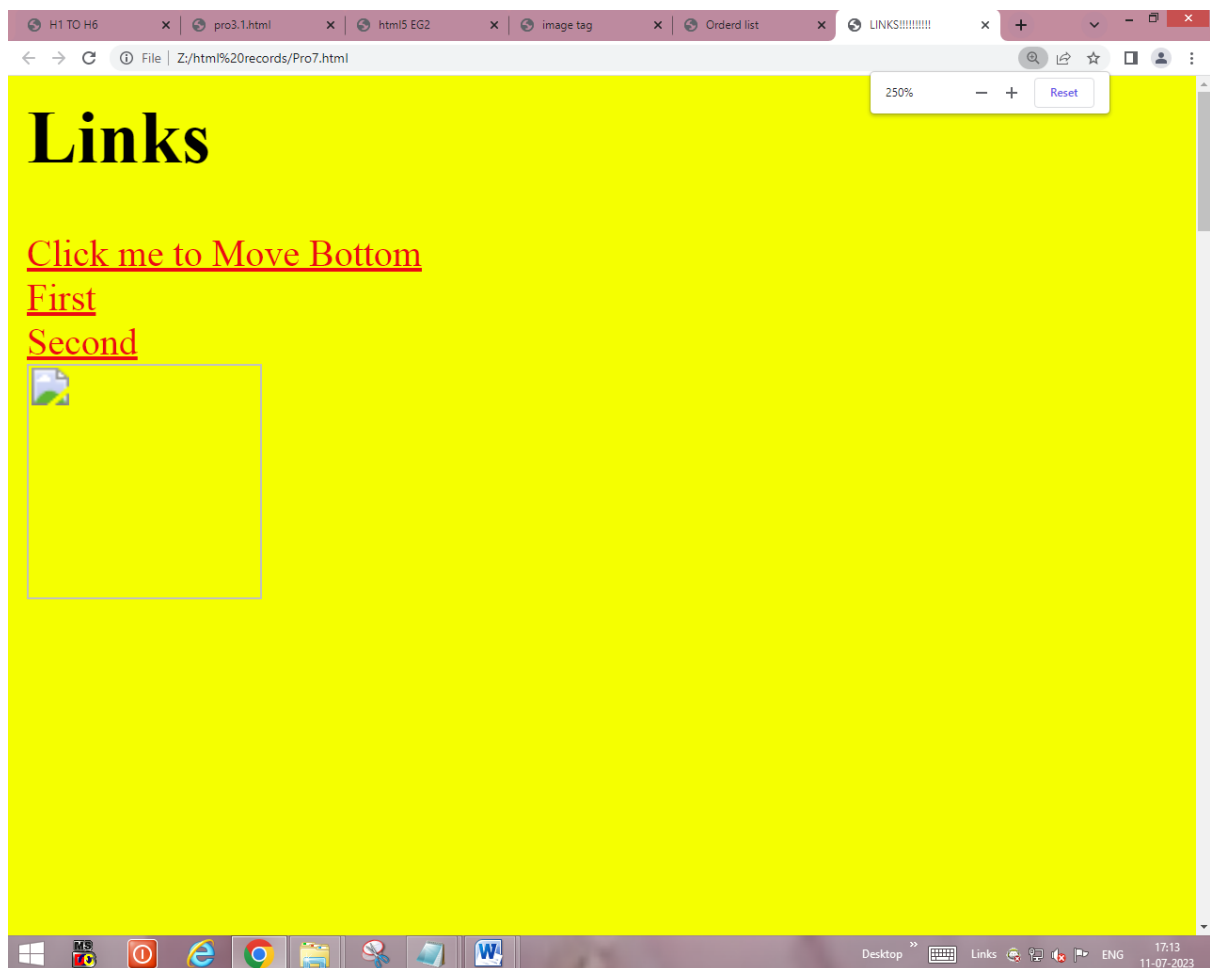 H1 TO H6
pro3.1.html
html5 EG2
image tag
Orderd list
LINKS!!!!!!!!!!
File
Z:/html%20records/Pro7.html
250%
Reset
Links
Click me to Move Bottom
First
Second
MS
W
Desktop
Links
ENG
17:13
11-07-2023